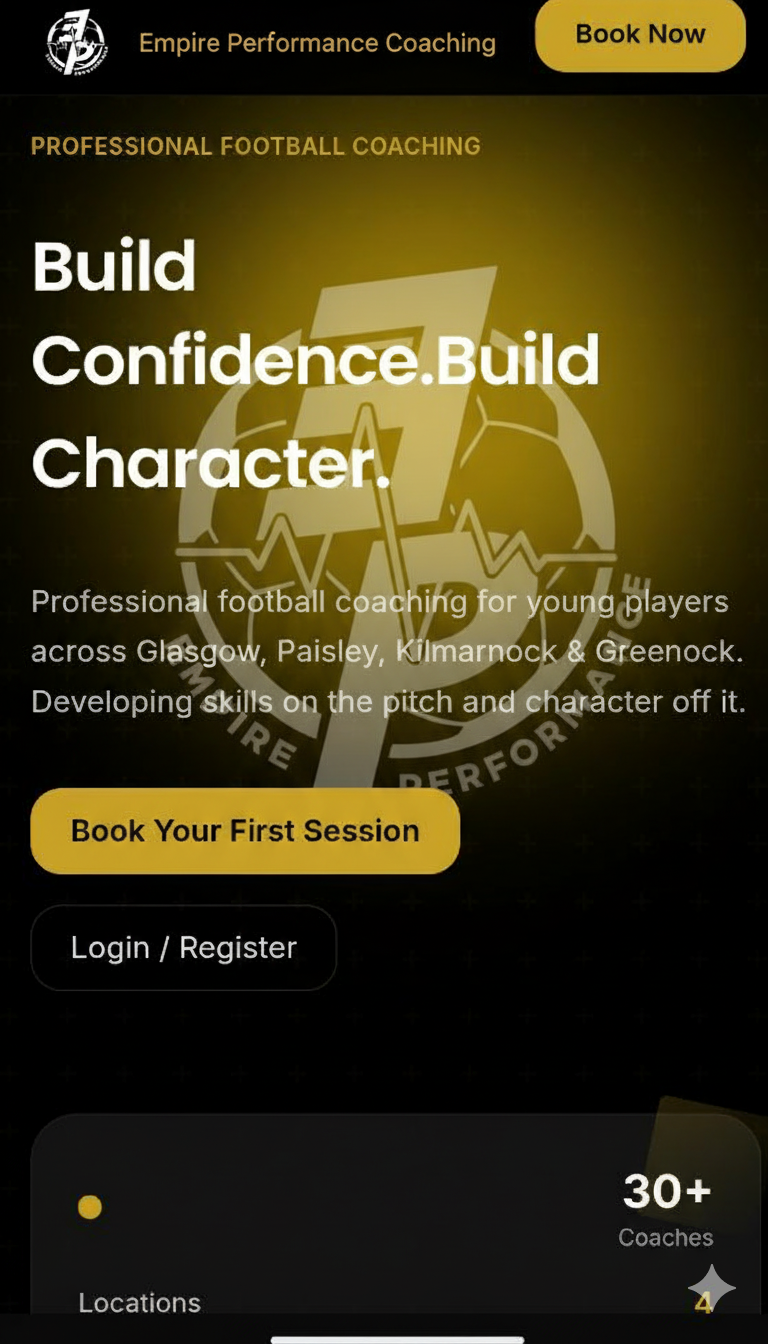 Empire Performance Coaching
Book Now
PROFESSIONAL FOOTBALL COACHING
Build
Confidence.Build
Character.
EMPIRE PERFORMANCE
Professional football coaching for young players
across Glasgow, Paisley, Kilmarnock & Greenock.
Developing skills on the pitch and character off it.
Book Your First Session
Login / Register
30+
Coaches
Locations
4